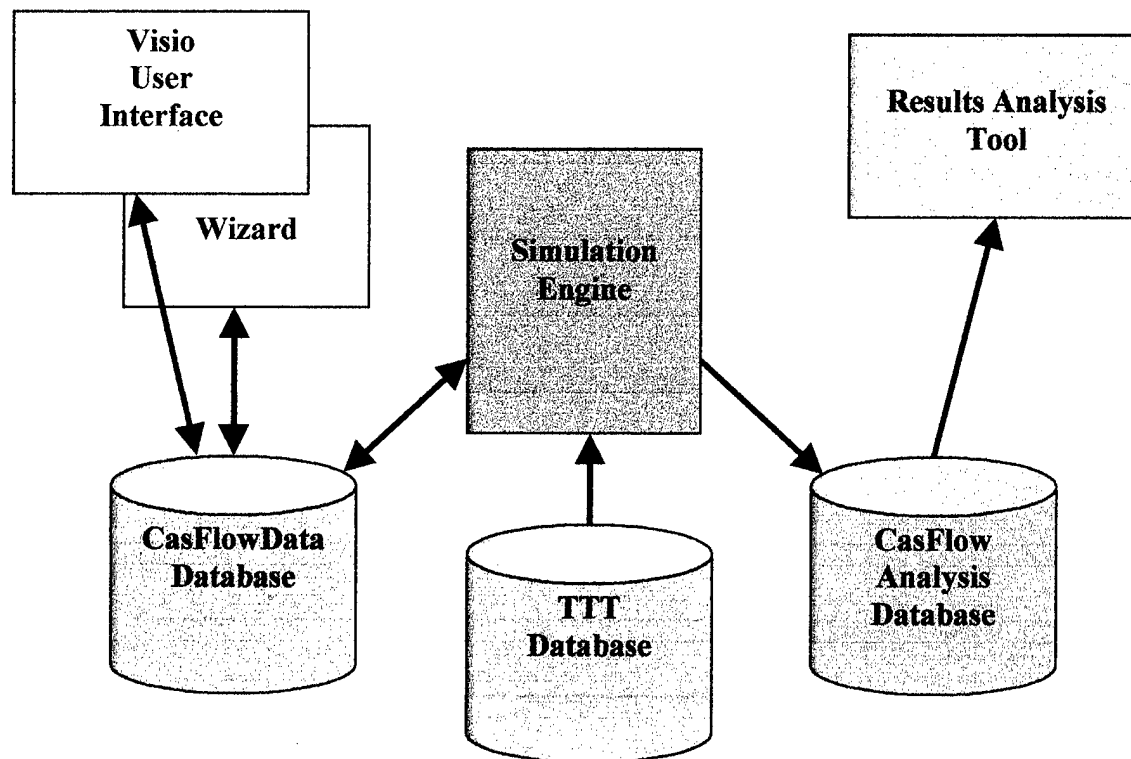 Visio
User
Interface
Wizard
Simulation
Engine
Results Analysis
Tool
CasFlowData
Database
TTT
Database
CasFlow
Analysis
Database